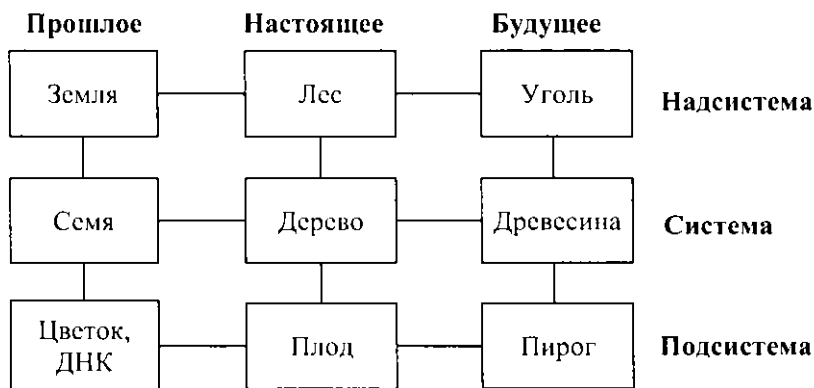 Прошлое Настоящее Будущее
Земля Лес Уголь Надсистема
Семя Дерево Древесина Система
Цветок,
ДНК Плод Пирог Подсистема